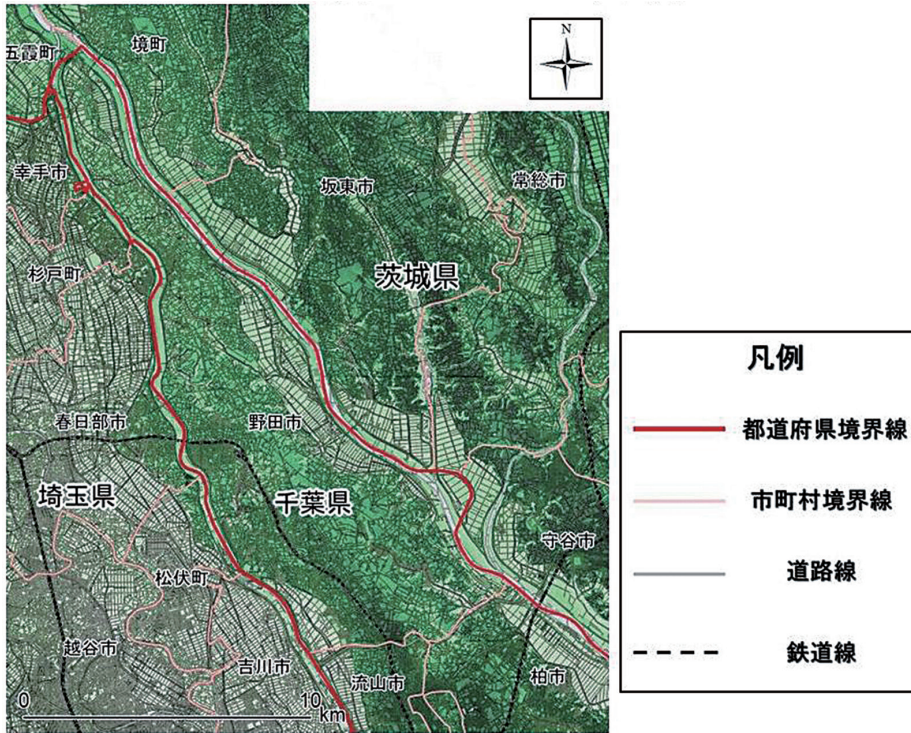 N
五霞町
境町
幸手市
坂東市
常総市
杉戸町
茨城県
春日部市
野田市
埼玉県
千葉県
守谷市
松伏町
越谷市
吉川市
流山市
柏市
0
10
km
凡例
都道府県境界線
市町村境界線
道路線
鉄道線